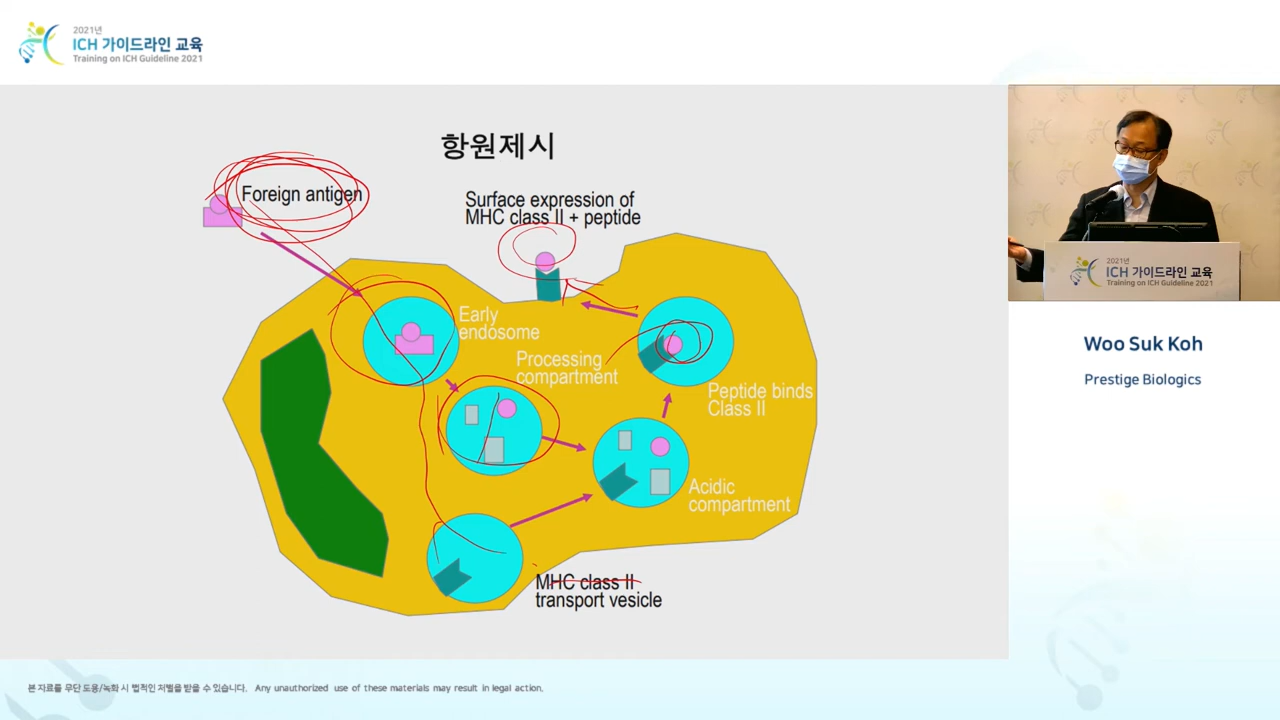 2021년
ICH 가이드라인 교육
Training on ICH Guideline 2021
항원제시
Foreign antigen
Surface expression of
MHC class II + peptide
Early
endosome
Processing
compartment
Peptide binds
Class II
Acidic
compartment
MHC class II
transport vesicle
2021년
ICH 가이드라인 교육
Training on ICH Guideline 2021
Woo Suk Koh
Prestige Biologics
본 자료를 무단 도용/녹화 시 법적인 처벌을 받을 수 있습니다. Any unauthorized use of these materials may result in legal action.